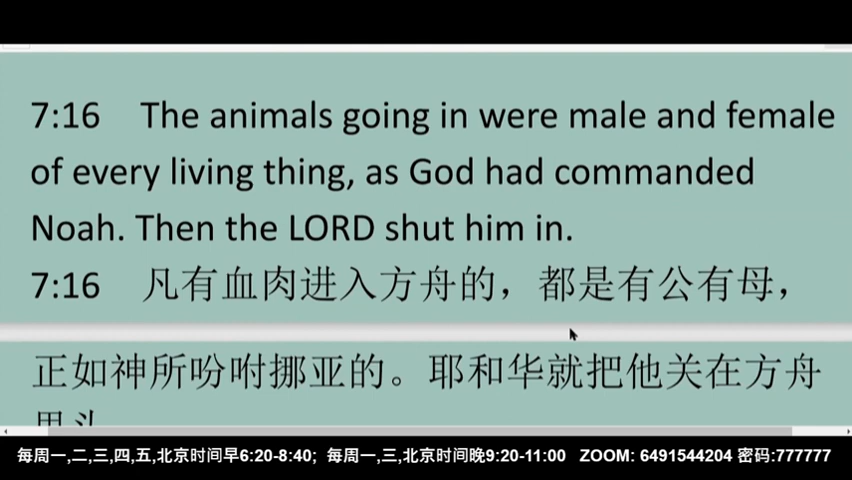 7:16 The animals going in were male and female
of every living thing, as God had commanded
Noah. Then the LORD shut him in.
7:16 凡有血肉进入方舟的，都是有公有母，
正如神所吩咐挪亚的。耶和华就把他关在方舟
每周一,二,三,四,五,北京时间早6:20-8:40; 每周一,三,北京时间晚9:20-11:00 ZOOM: 6491544204 密码:777777